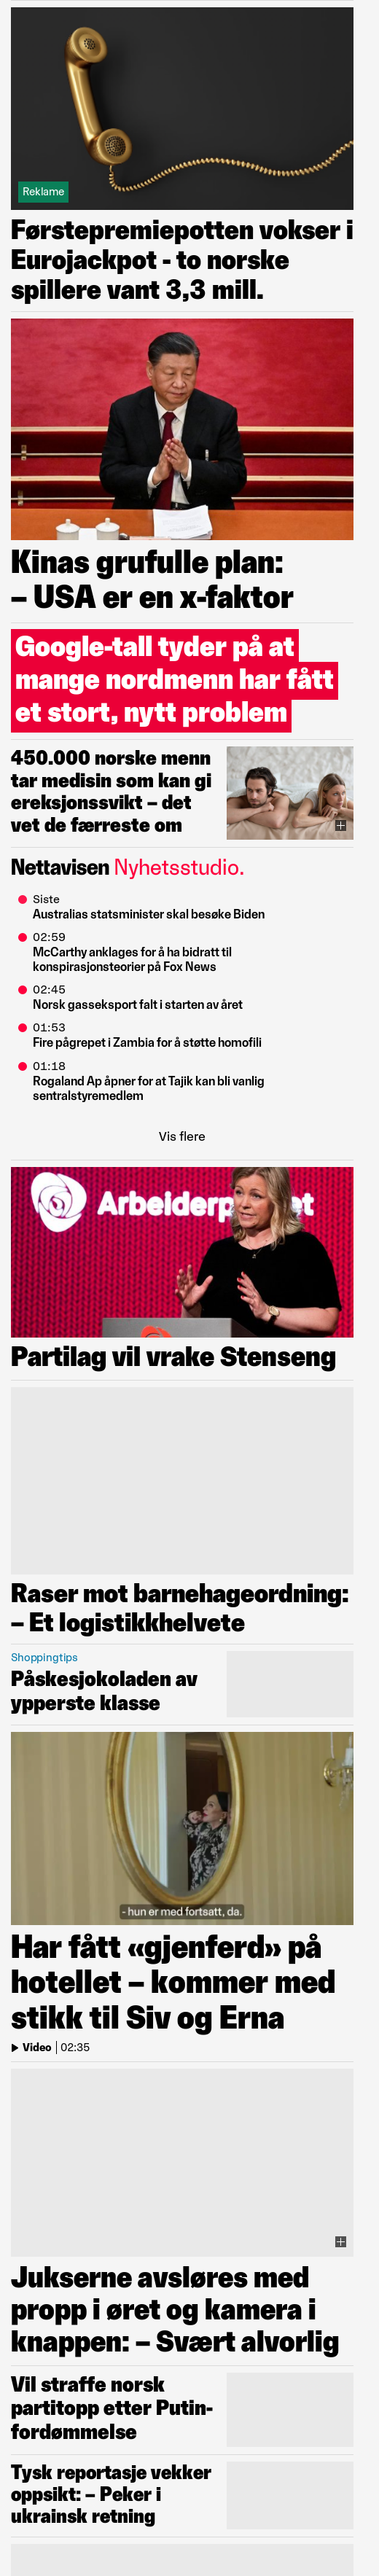 Reklame
Førstepremiepotten vokser i
Eurojackpot - to norske
spillere vant 3,3 mill.
Kinas grufulle plan:
– USA er en x-faktor
Google-tall tyder på at
mange nordmenn har fått
et stort, nytt problem
450.000 norske menn
tar medisin som kan gi
ereksjonssvikt – det
vet de færreste om
Nettavisen Nyhetsstudio.
Siste
Australias statsminister skal besøke Biden
02:59
McCarthy anklages for å ha bidratt til
konspirasjonsteorier på Fox News
02:45
Norsk gasseksport falt i starten av året
01:53
Fire pågrepet i Zambia for å støtte homofili
01:18
Rogaland Ap åpner for at Tajik kan bli vanlig
sentralstyremedlem
Vis flere
Arbeiderp et
Partilag vil vrake Stenseng
Raser mot barnehageordning:
– Et logistikkhelvete
Shoppingtips
Påskesjokoladen av
ypperste klasse
- hun er med fortsatt, da.
Har fått «gjenferd» på
hotellet – kommer med
stikk til Siv og Erna
Video | 02:35
Jukserne avsløres med
propp i øret og kamera i
knappen: – Svært alvorlig
Vil straffe norsk
partitopp etter Putin-
fordømmelse
Tysk reportasje vekker
oppsikt: – Peker i
ukrainsk retning